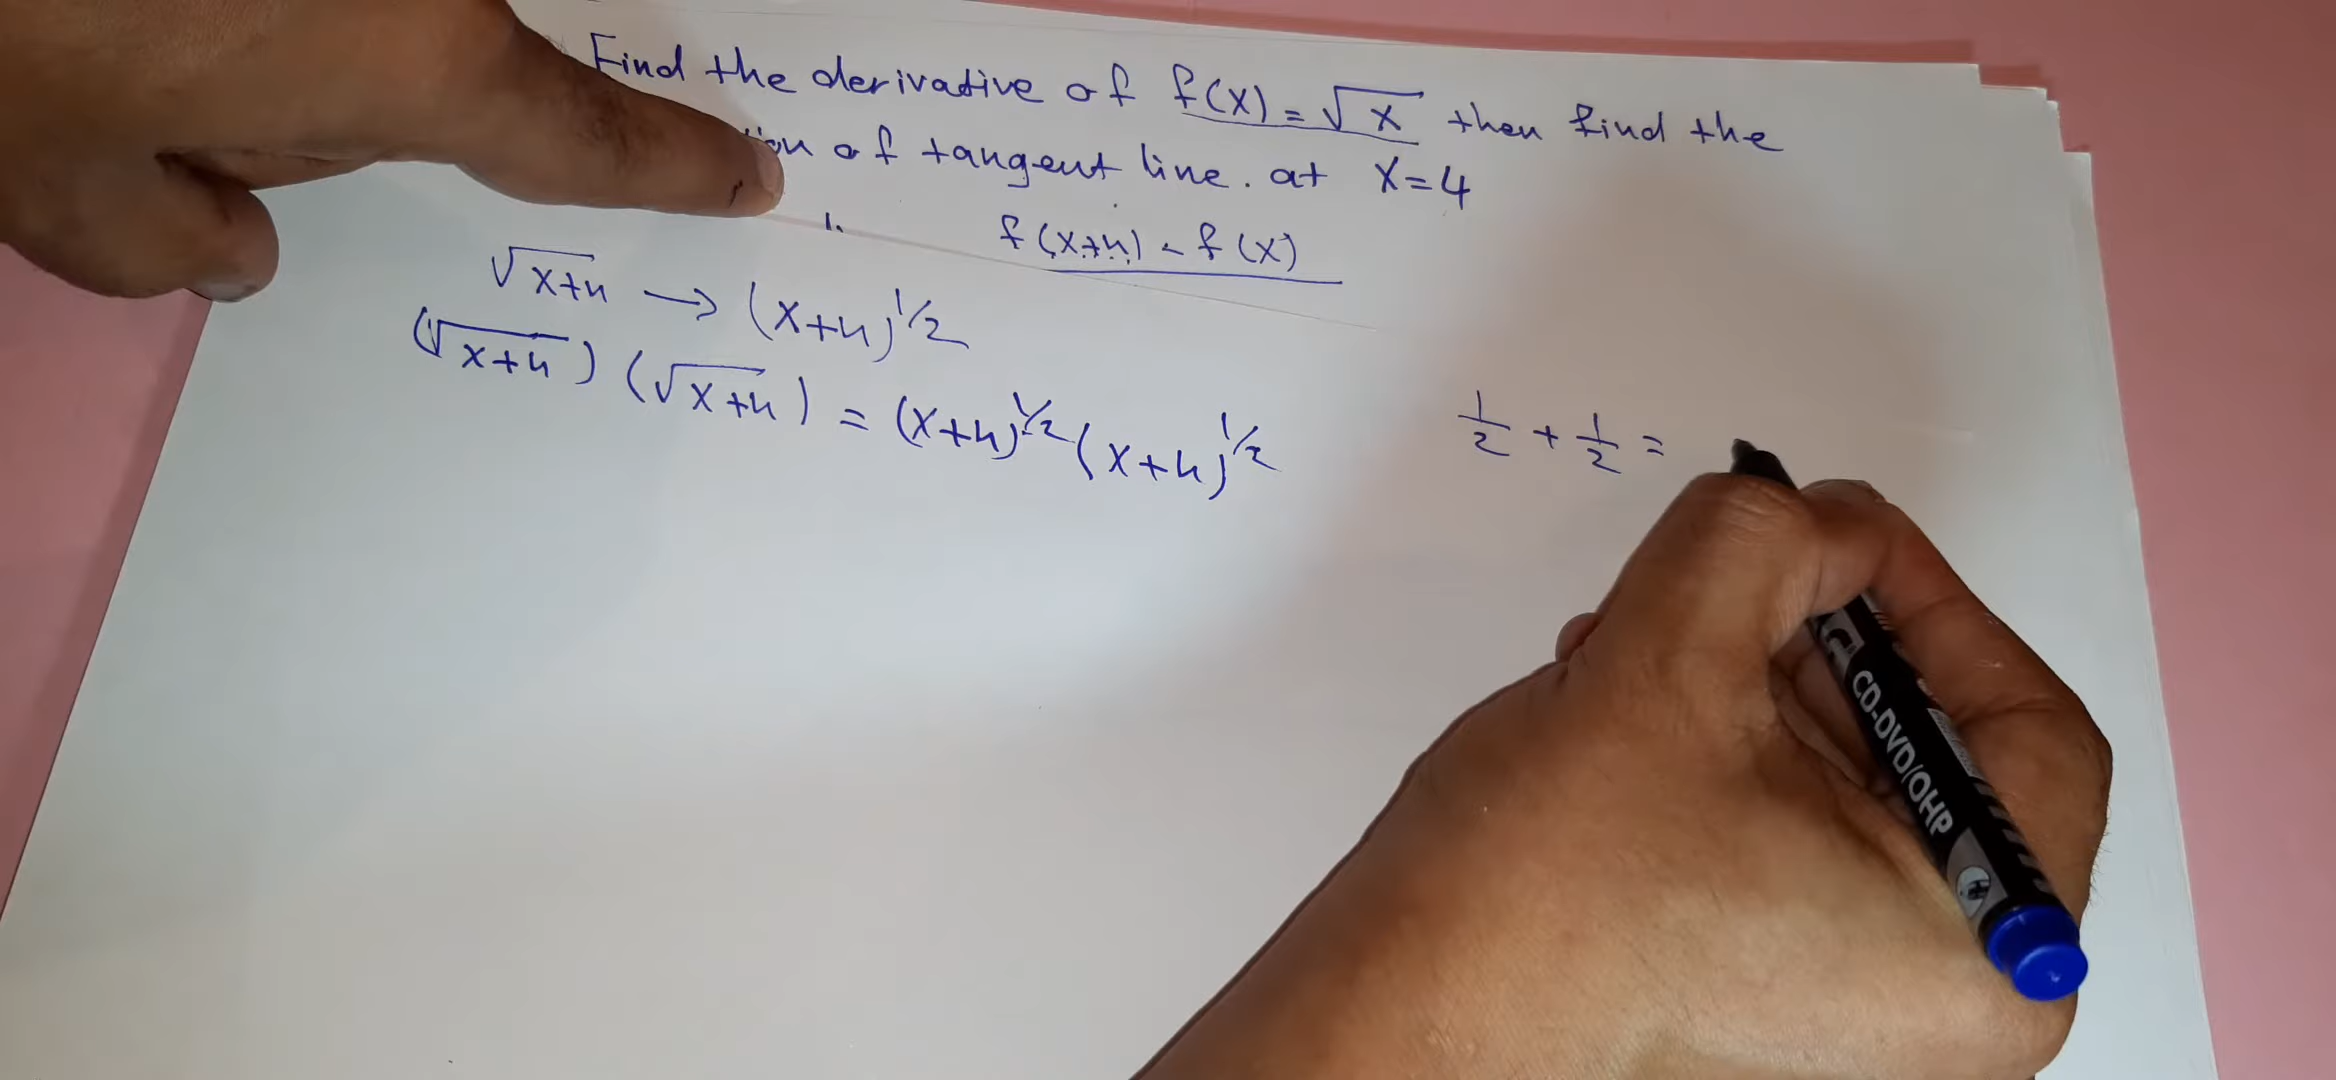 Find the derivative of f(x) = √x then find the
of tangent line. at x = 4
f(x+h) - f(x)
√x+h → (x+h)^1/2
(√x+h) (√x+h) = (x+h)^1/2 (x+h)^1/2
1/2 + 1/2 =
CD-DVD/OHP